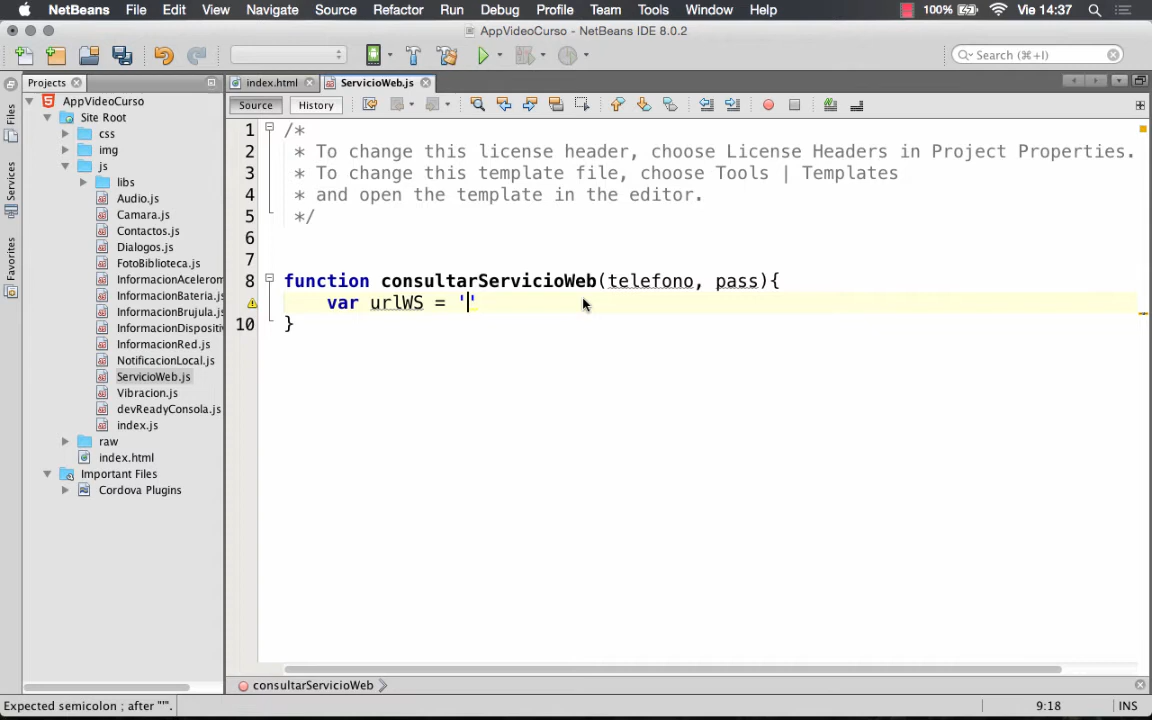 NetBeans File Edit View Navigate Source Refactor Run Debug Profile Team Tools Window Help 100% Vie 14:37
AppVideoCurso - NetBeans IDE 8.0.2
Search (⌘+I)
Projects
index.html
ServicioWeb.js
Source
History
Files
Services
Favorites
AppVideoCurso
Site Root
css
img
js
libs
Audio.js
Camara.js
Contactos.js
Dialogos.js
FotoBiblioteca.js
InformacionAcelerom
InformacionBateria.js
InformacionBrujula.js
InformacionDispositi
InformacionRed.js
NotificacionLocal.js
ServicioWeb.js
Vibracion.js
devReadyConsola.js
index.js
raw
index.html
Important Files
Cordova Plugins
1 /*
2 * To change this license header, choose License Headers in Project Properties.
3 * To change this template file, choose Tools | Templates
4 * and open the template in the editor.
5 */
6
7
8 function consultarServicioWeb(telefono, pass){
var urlWS = ''
10 }
consultarServicioWeb
Expected semicolon ; after "'".
9:18
INS